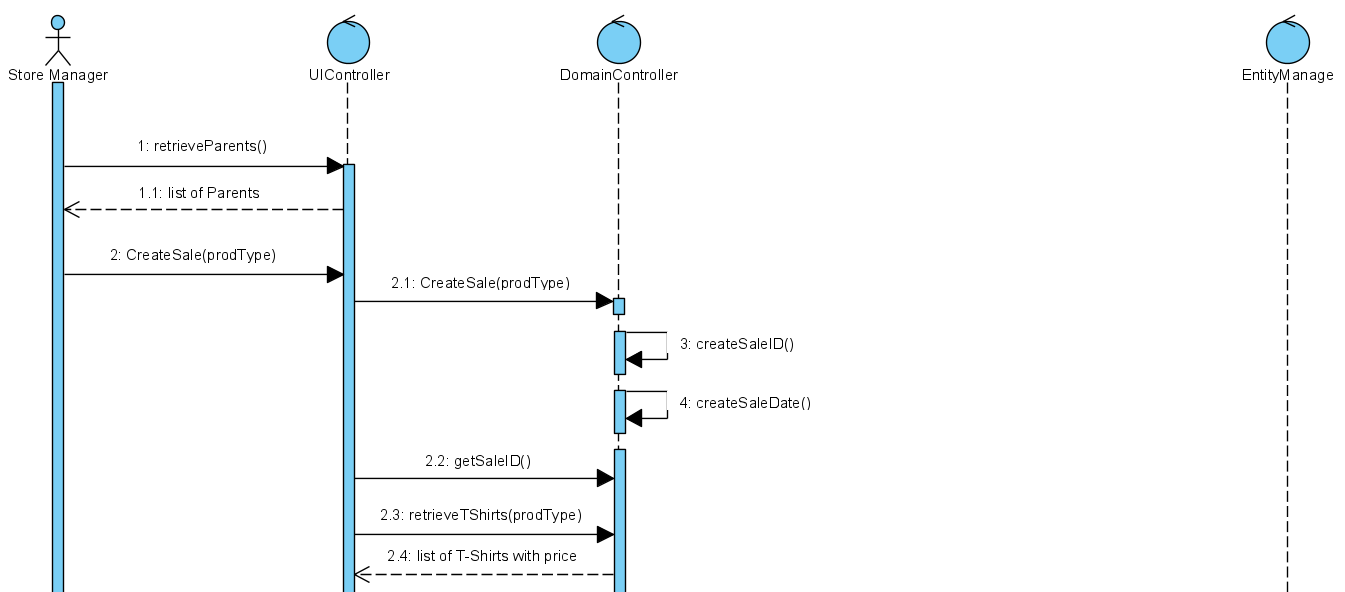 Store Manager
UIController
DomainController
EntityManage
1: retrieveParents()
1.1: list of Parents
2: CreateSale(prodType)
2.1: CreateSale(prodType)
3: createSaleID()
4: createSaleDate()
2.2: getSaleID()
2.3: retrieveTShirts(prodType)
2.4: list of T-Shirts with price